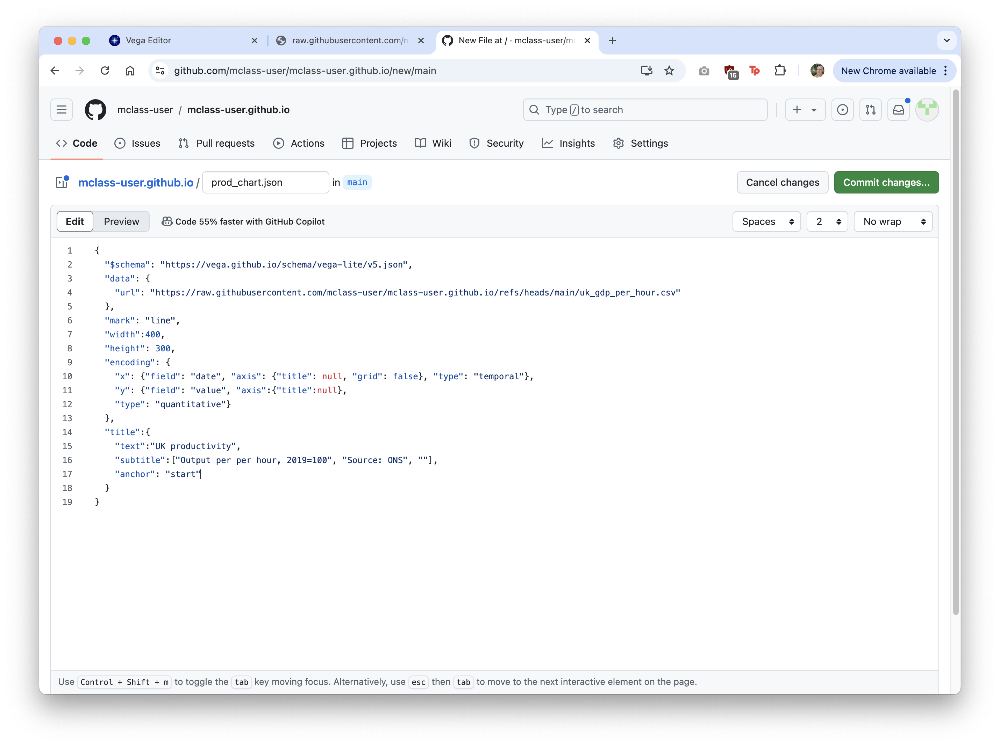 Vega Editor
raw.githubusercontent.com/m
New File at / · mclass-user/mc
github.com/mclass-user/mclass-user.github.io/new/main
15
Tp
New Chrome available
mclass-user / mclass-user.github.io
Type / to search
Code
Issues
Pull requests
Actions
Projects
Wiki
Security
Insights
Settings
mclass-user.github.io / prod_chart.json in main
Cancel changes
Commit changes...
Edit
Preview
Code 55% faster with GitHub Copilot
Spaces
2
No wrap
1 {
2   "$schema": "https://vega.github.io/schema/vega-lite/v5.json",
3   "data": {
4     "url": "https://raw.githubusercontent.com/mclass-user/mclass-user.github.io/refs/heads/main/uk_gdp_per_hour.csv"
5   },
6   "mark": "line",
7   "width":400,
8   "height": 300,
9   "encoding": {
10     "x": {"field": "date", "axis": {"title": null, "grid": false}, "type": "temporal"},
11     "y": {"field": "value", "axis":{"title":null},
12     "type": "quantitative"}
13   },
14   "title":{
15     "text":"UK productivity",
16     "subtitle":["Output per per hour, 2019=100", "Source: ONS", ""],
17     "anchor": "start"
18   }
19 }
Use Control + Shift + m to toggle the tab key moving focus. Alternatively, use esc then tab to move to the next interactive element on the page.